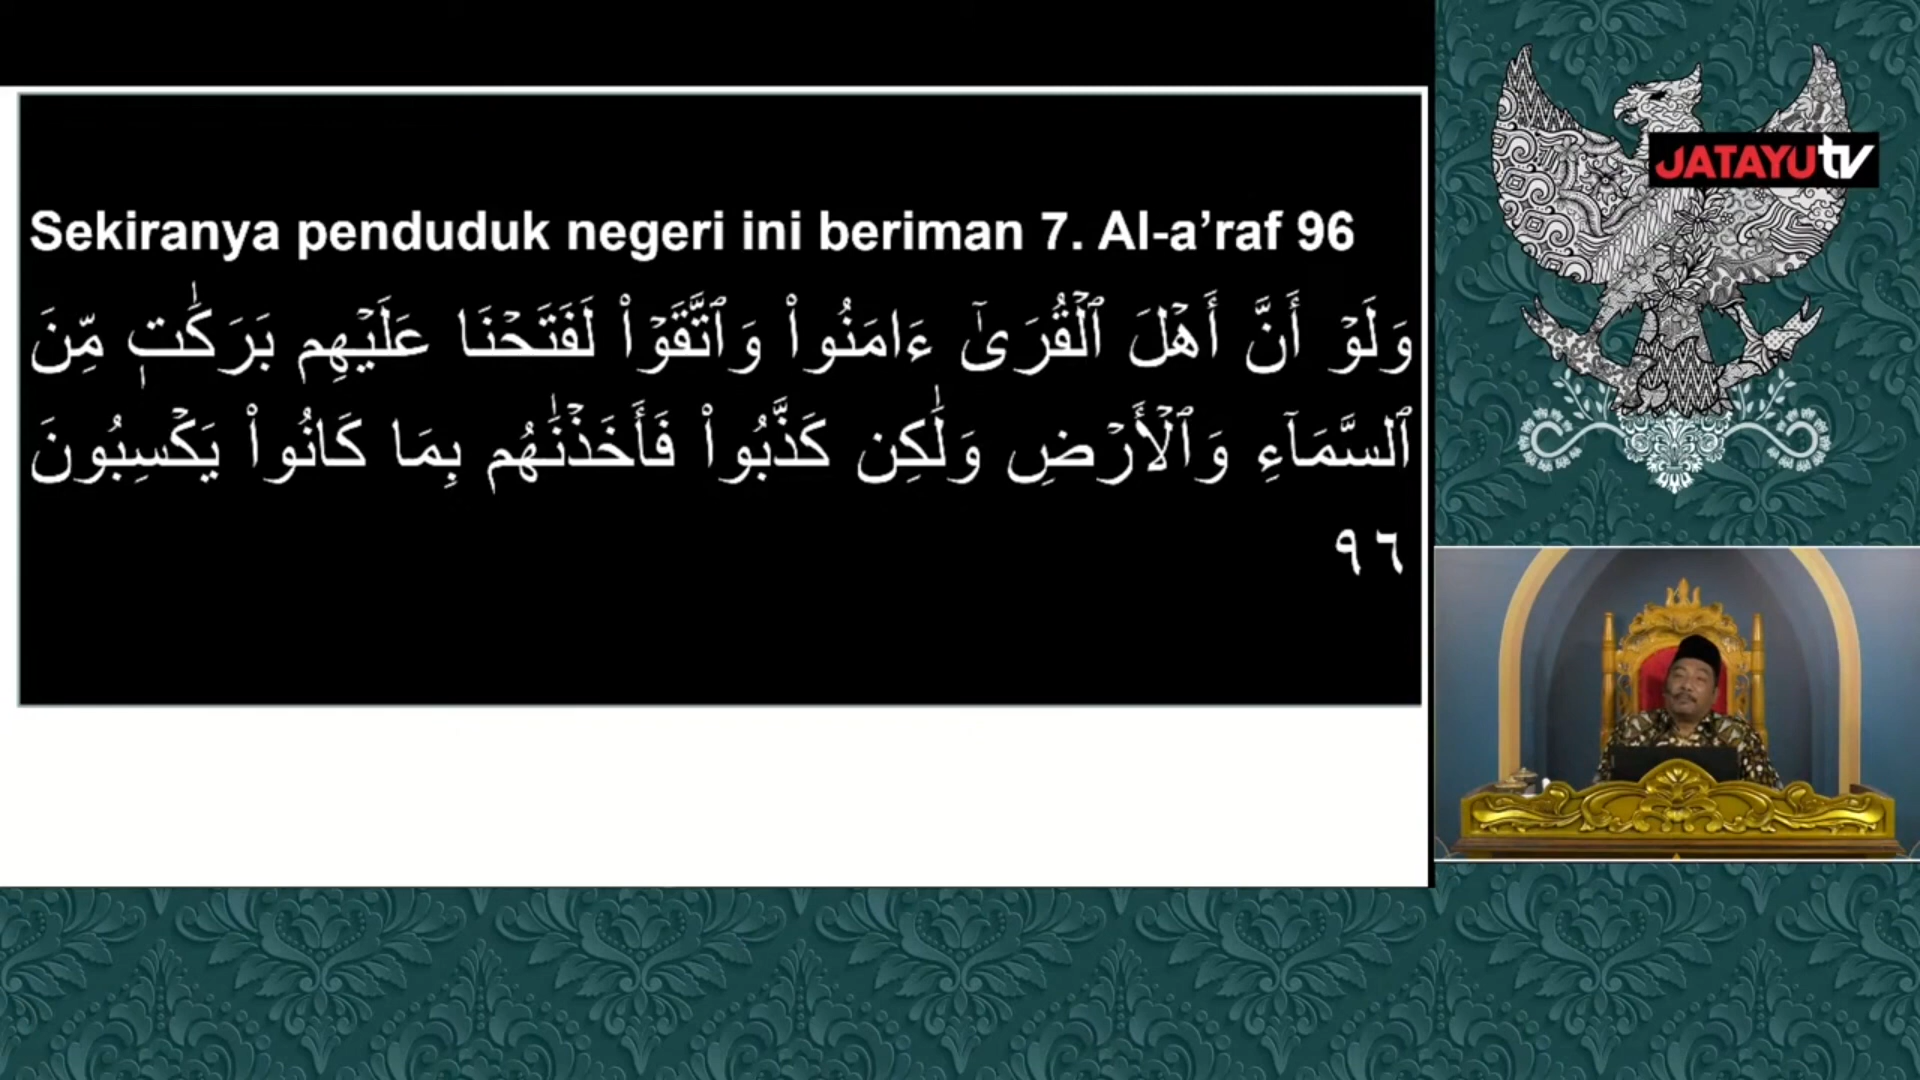 Sekiranya penduduk negeri ini beriman 7. Al-a’raf 96
وَلَوۡ أَنَّ أَهۡلَ ٱلۡقُرَىٰٓ ءَامَنُواْ وَٱتَّقَوۡاْ لَفَتَحۡنَا عَلَيۡهِم بَرَكَٰتٖ مِّنَ
ٱلسَّمَآءِ وَٱلۡأَرۡضِ وَلَٰكِن كَذَّبُواْ فَأَخَذۡنَٰهُم بِمَا كَانُواْ يَكۡسِبُونَ
٩٦
JATAYUtv